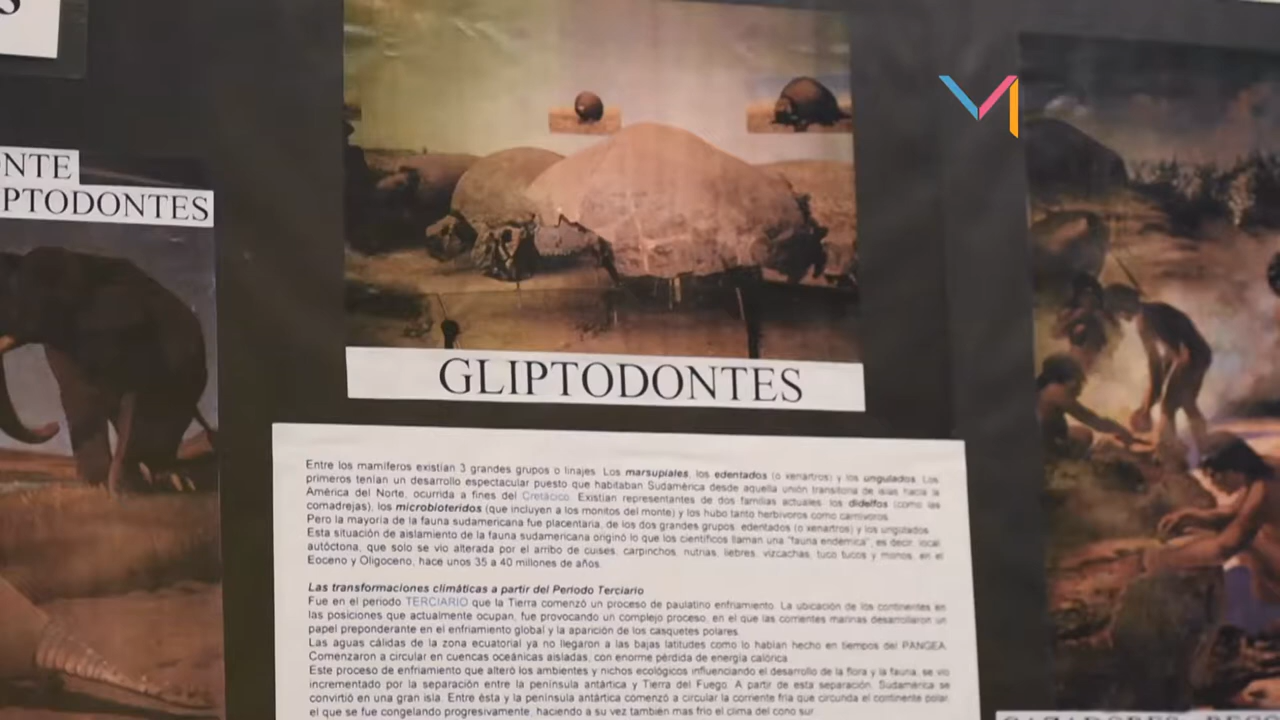 S
ONTE
PTODONTES
GLIPTODONTES
Entre los mamíferos existían 3 grandes grupos o linajes. Los marsupiales, los edentados (o xenartros) y los ungulados. Los
primeros tenían un desarrollo espectacular puesto que habitaban Sudamérica desde aquella unión transitoria de islas hacia la
América del Norte, ocurrida a fines del Cretácico. Existían representantes de dos familias actuales: los didelfos (como las
comadrejas), los microbiotéridos (que incluyen a los monitos del monte) y los hubo tanto herbívoros como carnívoros.
Pero la mayoría de la fauna sudamericana fue placentaria, de los dos grandes grupos: edentados (o xenartros) y los ungulados.
Esta situación de aislamiento de la fauna sudamericana originó lo que los científicos llaman una "fauna endémica", es decir, local,
autóctona, que solo se vio alterada por el arribo de cuises, carpinchos, nutrias, liebres, vizcachas, tuco tucos y monos, en el
Eoceno y Oligoceno, hace unos 35 a 40 millones de años.
Las transformaciones climáticas a partir del Período Terciario
Fue en el período TERCIARIO que la Tierra comenzó un proceso de paulatino enfriamiento. La ubicación de los continentes en
las posiciones que actualmente ocupan, fue provocando un complejo proceso, en el que las corrientes marinas desarrollaron un
papel preponderante en el enfriamiento global y la aparición de los casquetes polares.
Las aguas cálidas de la zona ecuatorial ya no llegaron a las bajas latitudes como lo habían hecho en tiempos del PANGEA.
Comenzaron a circular en cuencas oceánicas aisladas, con enorme pérdida de energía calórica.
Este proceso de enfriamiento que alteró los ambientes y nichos ecológicos influenciando el desarrollo de la flora y la fauna, se vio
incrementado por la separación entre la península antártica y Tierra del Fuego. A partir de esta separación, Sudamérica se
convirtió en una gran isla. Entre ésta y la península antártica comenzó a circular la corriente fría que circunda el continente polar,
el que se fue congelando progresivamente, haciendo a su vez también mas frío el clima del cono sur